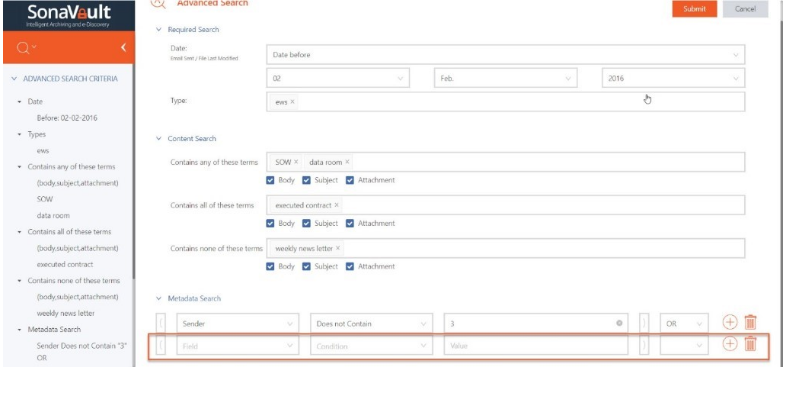 SonaVault
Intelligent Archiving and e-Discovery
Advanced Search
Submit Cancel
Required Search
Date:
Email Sent / File Last Modified
Date before
02 Feb. 2016
Type:
ews ×
Content Search
Contains any of these terms
SOW × data room ×
Body Subject Attachment
Contains all of these terms
executed contract ×
Body Subject Attachment
Contains none of these terms
weekly news letter ×
Body Subject Attachment
Metadata Search
( Sender Does not Contain 3 ) OR
( Field Condition Value )
ADVANCED SEARCH CRITERIA
Date
Before: 02-02-2016
Types
ews
Contains any of these terms
(body,subject,attachment)
SOW
data room
Contains all of these terms
(body,subject,attachment)
executed contract
Contains none of these terms
(body,subject,attachment)
weekly news letter
Metadata Search
Sender Does not Contain "3"
OR